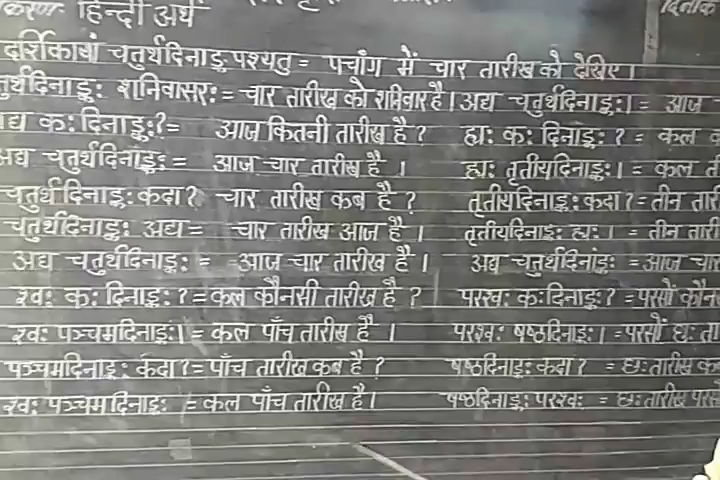 हिन्दी अर्थ दिनांक
दर्शिकायां चतुर्थदिनाङ्कः पश्यतु = पचांग में चार तारीख को देखिए।
चतुर्थदिनाङ्कः शनिवासरः = चार तारीख को शनिवार है। अद्य चतुर्थदिनाङ्कः। = आज
कः दिनाङ्कः? = आज कितनी तारीख है? ह्यः कः दिनाङ्कः? = कल
अद्य चतुर्थदिनाङ्कः = आज चार तारीख है। ह्यः तृतीयदिनाङ्कः। = कल
चतुर्थदिनाङ्कः कदा? चार तारीख कब है? तृतीयदिनाङ्कः कदा? = तीन
चतुर्थदिनाङ्कः अद्य = चार तारीख आज है। तृतीयदिनाङ्कः ह्यः। = तीन
अद्य चतुर्थदिनाङ्कः = आज चार तारीख है। अद्य चतुर्थदिनांङ्कः = आज चार
श्वः कः दिनाङ्कः? = कल कौनसी तारीख है? परश्वः कः दिनाङ्कः? = परसों
श्वः पञ्चमदिनाङ्कः। = कल पाँच तारीख है। परश्वः षष्ठदिनाङ्कः। = परसों छः
पञ्चमदिनाङ्कः कदा? = पाँच तारीख कब है? षष्ठदिनाङ्कः कदा? = छः तारीख
श्वः पञ्चमदिनाङ्कः = कल पाँच तारीख है। षष्ठदिनाङ्कः परश्वः = छः तारीख